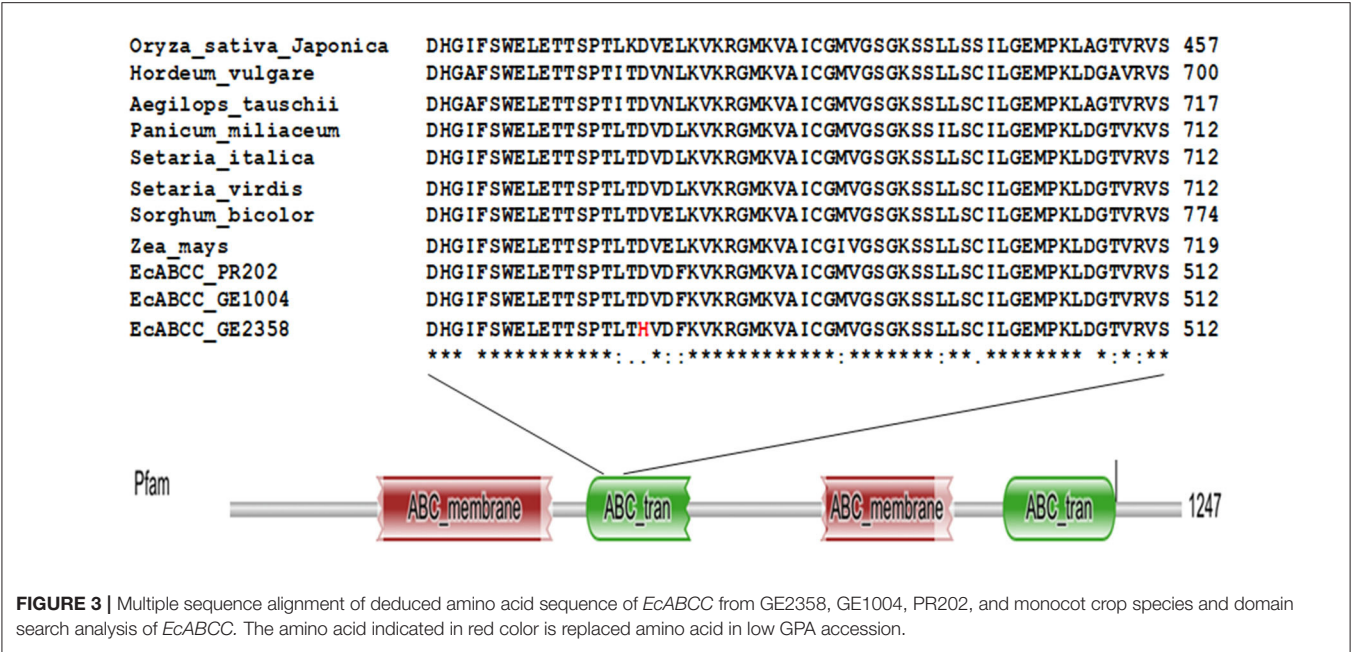 Oryza_sativa_Japonica DHGIFSWELETTSPTLKDVELKVKRGMKVAICGMVGSGKSSLLSSILGEMPKLAGTVRVS 457
Hordeum_vulgare DHGAFSWELETTSPTITDVNLKVKRGMKVAICGMVGSGKSSLLSCILGEMPKLDGAVRVS 700
Aegilops_tauschii DHGAFSWELETTSPTITDVNLKVKRGMKVAICGMVGSGKSSLLSCILGEMPKLAGTVRVS 717
Panicum_miliaceum DHGIFSWELETTSPTLTDVDLKVKRGMKVAICGMVGSGKSSILSCILGEMPKLDGTVKVS 712
Setaria_italica DHGIFSWELETTSPTLTDVDLKVKRGMKVAICGMVGSGKSSLLSCILGEMPKLDGTVRVS 712
Setaria_virdis DHGIFSWELETTSPTLTDVDLKVKRGMKVAICGMVGSGKSSLLSCILGEMPKLDGTVRVS 712
Sorghum_bicolor DHGIFSWELETTSPTLTDVELKVKRGMKVAICGMVGSGKSSLLSCILGEMPKLDGTVRVS 774
Zea_mays DHGIFSWELETTSPTLTDVELKVKRGMKVAICGIVGSGKSSLLSCILGEMPKLDGTVRVS 719
EcABCC_PR202 DHGIFSWELETTSPTLTDVDFKVKRGMKVAICGMVGSGKSSLLSCILGEMPKLDGTVRVS 512
EcABCC_GE1004 DHGIFSWELETTSPTLTDVDFKVKRGMKVAICGMVGSGKSSLLSCILGEMPKLDGTVRVS 512
EcABCC_GE2358 DHGIFSWELETTSPTLTHVDFKVKRGMKVAICGMVGSGKSSLLSCILGEMPKLDGTVRVS 512
*** ***********:..*::************:*******:**.******** *:*:**
Pfam ABC_membrane ABC_tran ABC_membrane ABC_tran 1247
FIGURE 3 | Multiple sequence alignment of deduced amino acid sequence of EcABCC from GE2358, GE1004, PR202, and monocot crop species and domain
search analysis of EcABCC. The amino acid indicated in red color is replaced amino acid in low GPA accession.